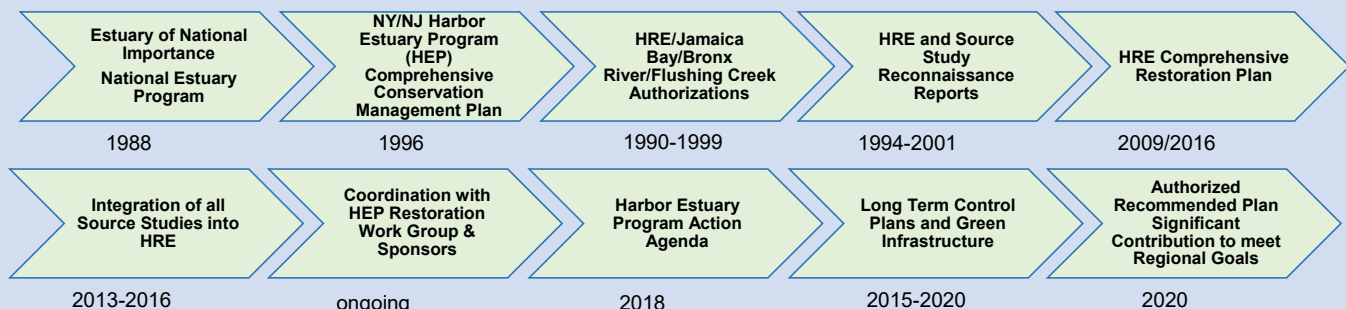 Estuary of National
Importance
National Estuary
Program
NY/NJ Harbor
Estuary Program
(HEP)
Comprehensive
Conservation
Management Plan
HRE/Jamaica
Bay/Bronx
River/Flushing Creek
Authorizations
HRE and Source
Study
Reconnaissance
Reports
HRE Comprehensive
Restoration Plan
1988
1996
1990-1999
1994-2001
2009/2016
Integration of all
Source Studies into
HRE
Coordination with
HEP Restoration
Work Group &
Sponsors
Harbor Estuary
Program Action
Agenda
Long Term Control
Plans and Green
Infrastructure
Authorized
Recommended Plan
Significant
Contribution to meet
Regional Goals
2013-2016
ongoing
2018
2015-2020
2020